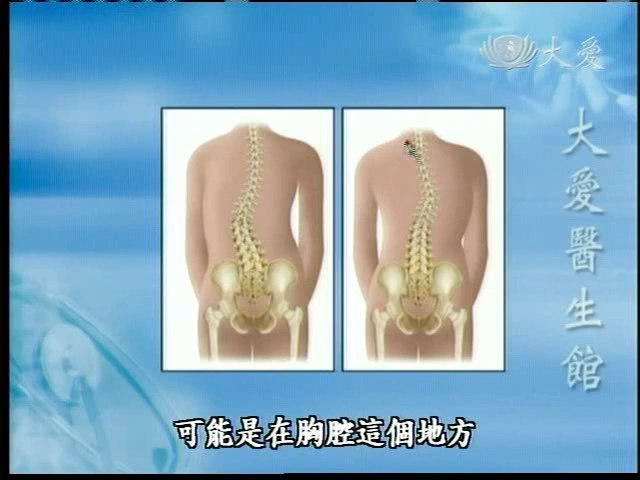 大愛
大愛醫生館
可能是在胸腔這個地方